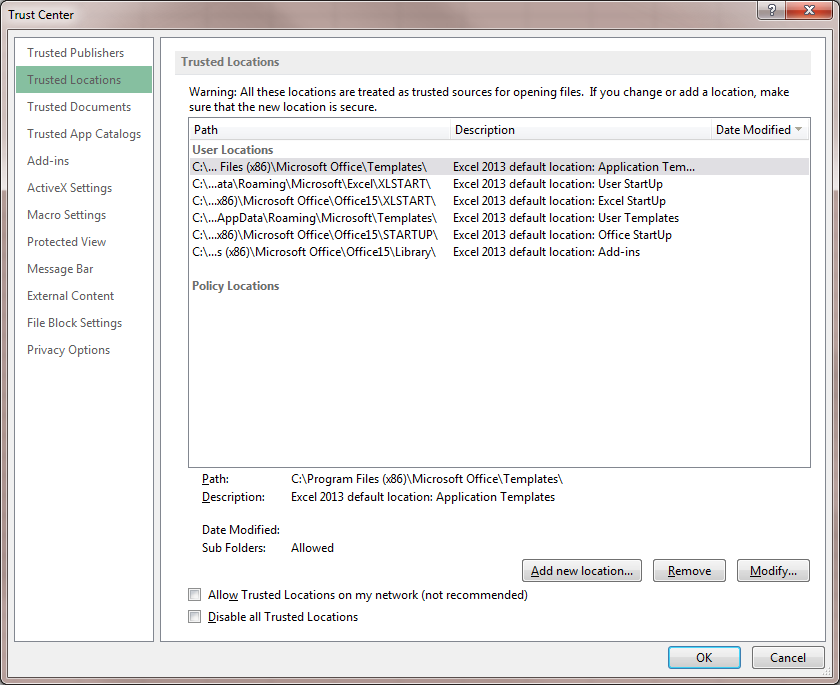 Trust Center
?
Trusted Publishers
Trusted Locations
Trusted Documents
Trusted App Catalogs
Add-ins
ActiveX Settings
Macro Settings
Protected View
Message Bar
External Content
File Block Settings
Privacy Options
Trusted Locations
Warning: All these locations are treated as trusted sources for opening files. If you change or add a location, make
sure that the new location is secure.
Path Description Date Modified
User Locations
C:\... Files (x86)\Microsoft Office\Templates\ Excel 2013 default location: Application Tem...
C:\...ata\Roaming\Microsoft\Excel\XLSTART\ Excel 2013 default location: User StartUp
C:\...x86)\Microsoft Office\Office15\XLSTART\ Excel 2013 default location: Excel StartUp
C:\...AppData\Roaming\Microsoft\Templates\ Excel 2013 default location: User Templates
C:\...x86)\Microsoft Office\Office15\STARTUP\ Excel 2013 default location: Office StartUp
C:\...s (x86)\Microsoft Office\Office15\Library\ Excel 2013 default location: Add-ins
Policy Locations
Path: C:\Program Files (x86)\Microsoft Office\Templates\
Description: Excel 2013 default location: Application Templates
Date Modified:
Sub Folders: Allowed
Add new location... Remove Modify...
Allow Trusted Locations on my network (not recommended)
Disable all Trusted Locations
OK Cancel